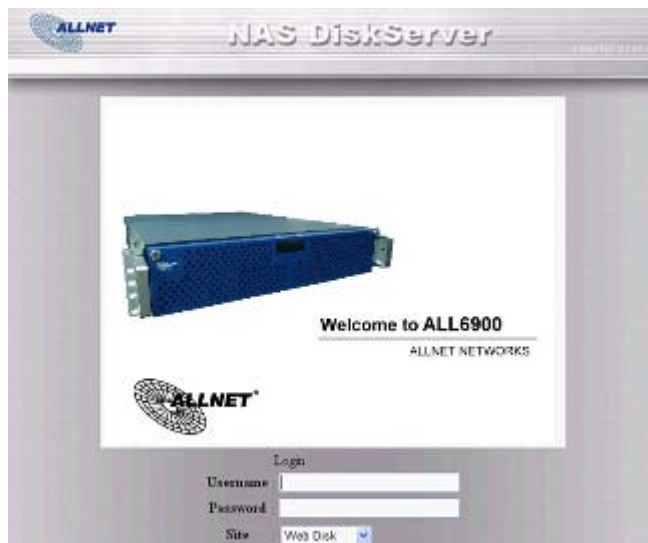 ALLNET
NAS DiskServer
Welcome to ALL6900
ALLNET NETWORKS
ALLNET®
Login
Username
Password
Site Web Disk